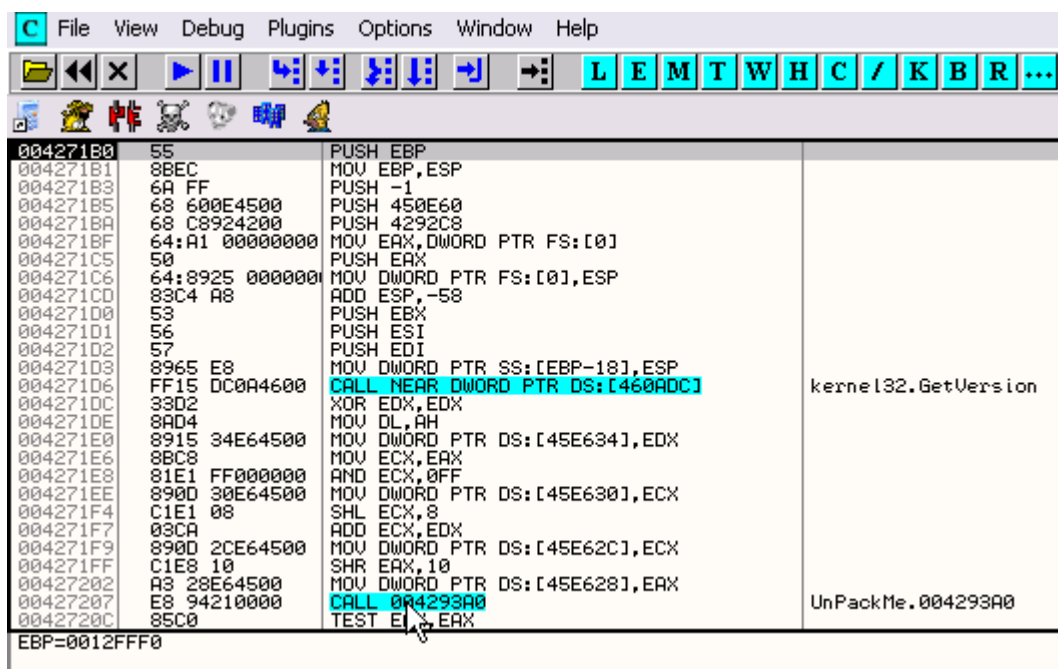 C File View Debug Plugins Options Window Help
L E M T W H C / K B R ...
004271B0 55 PUSH EBP
004271B1 8BEC MOV EBP,ESP
004271B3 6A FF PUSH -1
004271B5 68 600E4500 PUSH 450E60
004271BA 68 C8924200 PUSH 4292C8
004271BF 64:A1 00000000 MOV EAX,DWORD PTR FS:[0]
004271C5 50 PUSH EAX
004271C6 64:8925 0000000 MOV DWORD PTR FS:[0],ESP
004271CD 83C4 A8 ADD ESP,-58
004271D0 53 PUSH EBX
004271D1 56 PUSH ESI
004271D2 57 PUSH EDI
004271D3 8965 E8 MOV DWORD PTR SS:[EBP-18],ESP
004271D6 FF15 DC0A4600 CALL NEAR DWORD PTR DS:[460ADC] kernel32.GetVersion
004271DC 33D2 XOR EDX,EDX
004271DE 8AD4 MOV DL,AH
004271E0 8915 34E64500 MOV DWORD PTR DS:[45E634],EDX
004271E6 8BC8 MOV ECX,EAX
004271E8 81E1 FF000000 AND ECX,0FF
004271EE 890D 30E64500 MOV DWORD PTR DS:[45E630],ECX
004271F4 C1E1 08 SHL ECX,8
004271F7 03CA ADD ECX,EDX
004271F9 890D 2CE64500 MOV DWORD PTR DS:[45E62C],ECX
004271FF C1E8 10 SHR EAX,10
00427202 A3 28E64500 MOV DWORD PTR DS:[45E628],EAX
00427207 E8 94210000 CALL 004293A0 UnPackMe.004293A0
0042720C 85C0 TEST EAX,EAX
EBP=0012FFF0